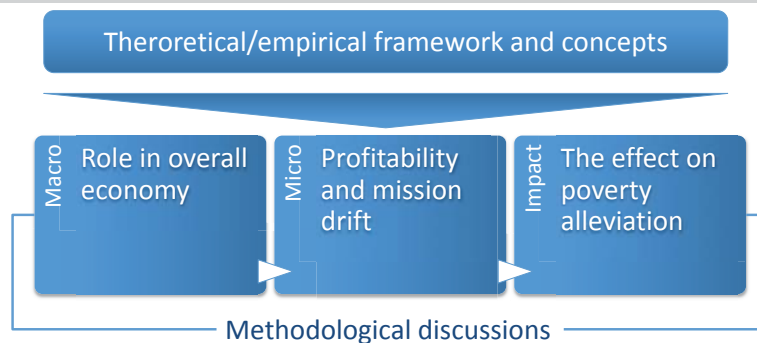 Theroretical/empirical framework and concepts
Macro
Role in overall
economy
Micro
Profitability
and mission
drift
Impact
The effect on
poverty
alleviation
Methodological discussions